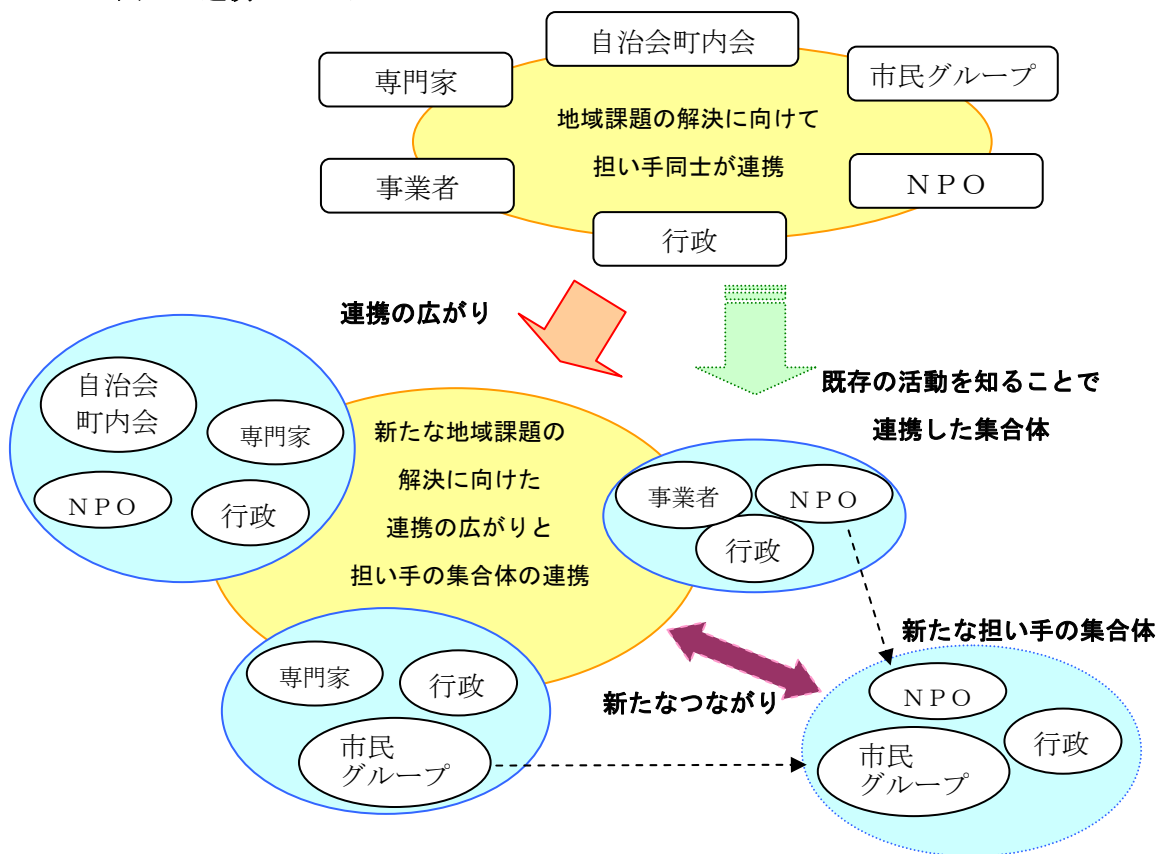 自治会町内会
専門家
市民グループ
地域課題の解決に向けて
担い手同士が連携
事業者
ＮＰＯ
行政
連携の広がり
既存の活動を知ることで
連携した集合体
自治会
町内会
専門家
ＮＰＯ
行政
新たな地域課題の
解決に向けた
連携の広がりと
担い手の集合体の連携
事業者
ＮＰＯ
行政
新たな担い手の集合体
専門家
行政
市民
グループ
新たなつながり
ＮＰＯ
行政
市民
グループ